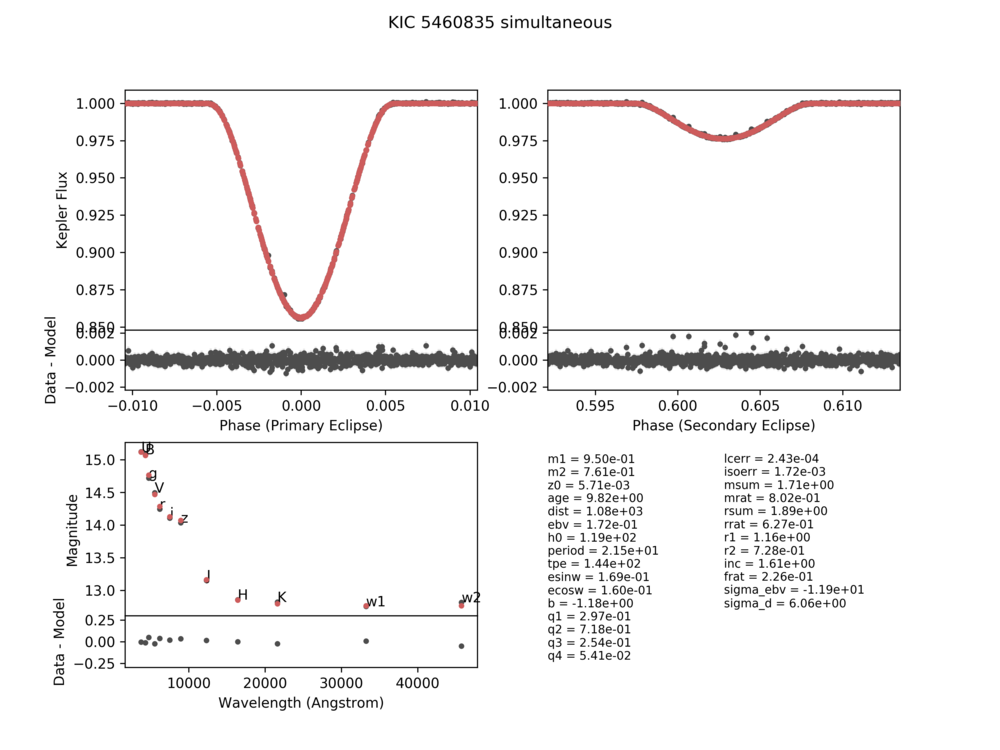 KIC 5460835 simultaneous
1.000
0.975
0.950
0.925
0.900
0.875
0.850
Kepler Flux
1.000
0.975
0.950
0.925
0.900
0.875
0.850
0.002
0.000
−0.002
Data - Model
−0.010
−0.005
0.000
0.005
0.010
Phase (Primary Eclipse)
0.002
0.000
−0.002
0.595
0.600
0.605
0.610
Phase (Secondary Eclipse)
15.0
14.5
14.0
13.5
13.0
Magnitude
U
B
g
V
r
i
z
J
H
K
w1
w2
0.25
0.00
−0.25
Data - Model
10000
20000
30000
40000
Wavelength (Angstrom)
m1 = 9.50e-01
m2 = 7.61e-01
z0 = 5.71e-03
age = 9.82e+00
dist = 1.08e+03
ebv = 1.72e-01
h0 = 1.19e+02
period = 2.15e+01
tpe = 1.44e+02
esinw = 1.69e-01
ecosw = 1.60e-01
b = -1.18e+00
q1 = 2.97e-01
q2 = 7.18e-01
q3 = 2.54e-01
q4 = 5.41e-02
lcerr = 2.43e-04
isoerr = 1.72e-03
msum = 1.71e+00
mrat = 8.02e-01
rsum = 1.89e+00
rrat = 6.27e-01
r1 = 1.16e+00
r2 = 7.28e-01
inc = 1.61e+00
frat = 2.26e-01
sigma_ebv = -1.19e+01
sigma_d = 6.06e+00